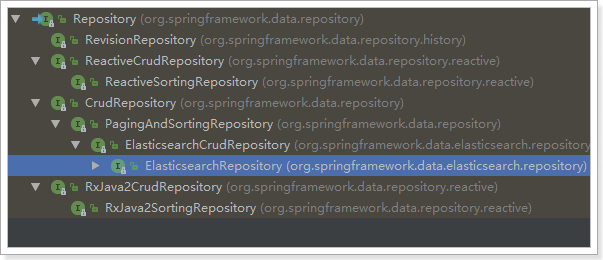 Repository (org.springframework.data.repository)
RevisionRepository (org.springframework.data.repository.history)
ReactiveCrudRepository (org.springframework.data.repository.reactive)
ReactiveSortingRepository (org.springframework.data.repository.reactive)
CrudRepository (org.springframework.data.repository)
PagingAndSortingRepository (org.springframework.data.repository)
ElasticsearchCrudRepository (org.springframework.data.elasticsearch.repository)
ElasticsearchRepository (org.springframework.data.elasticsearch.repository)
RxJava2CrudRepository (org.springframework.data.repository.reactive)
RxJava2SortingRepository (org.springframework.data.repository.reactive)